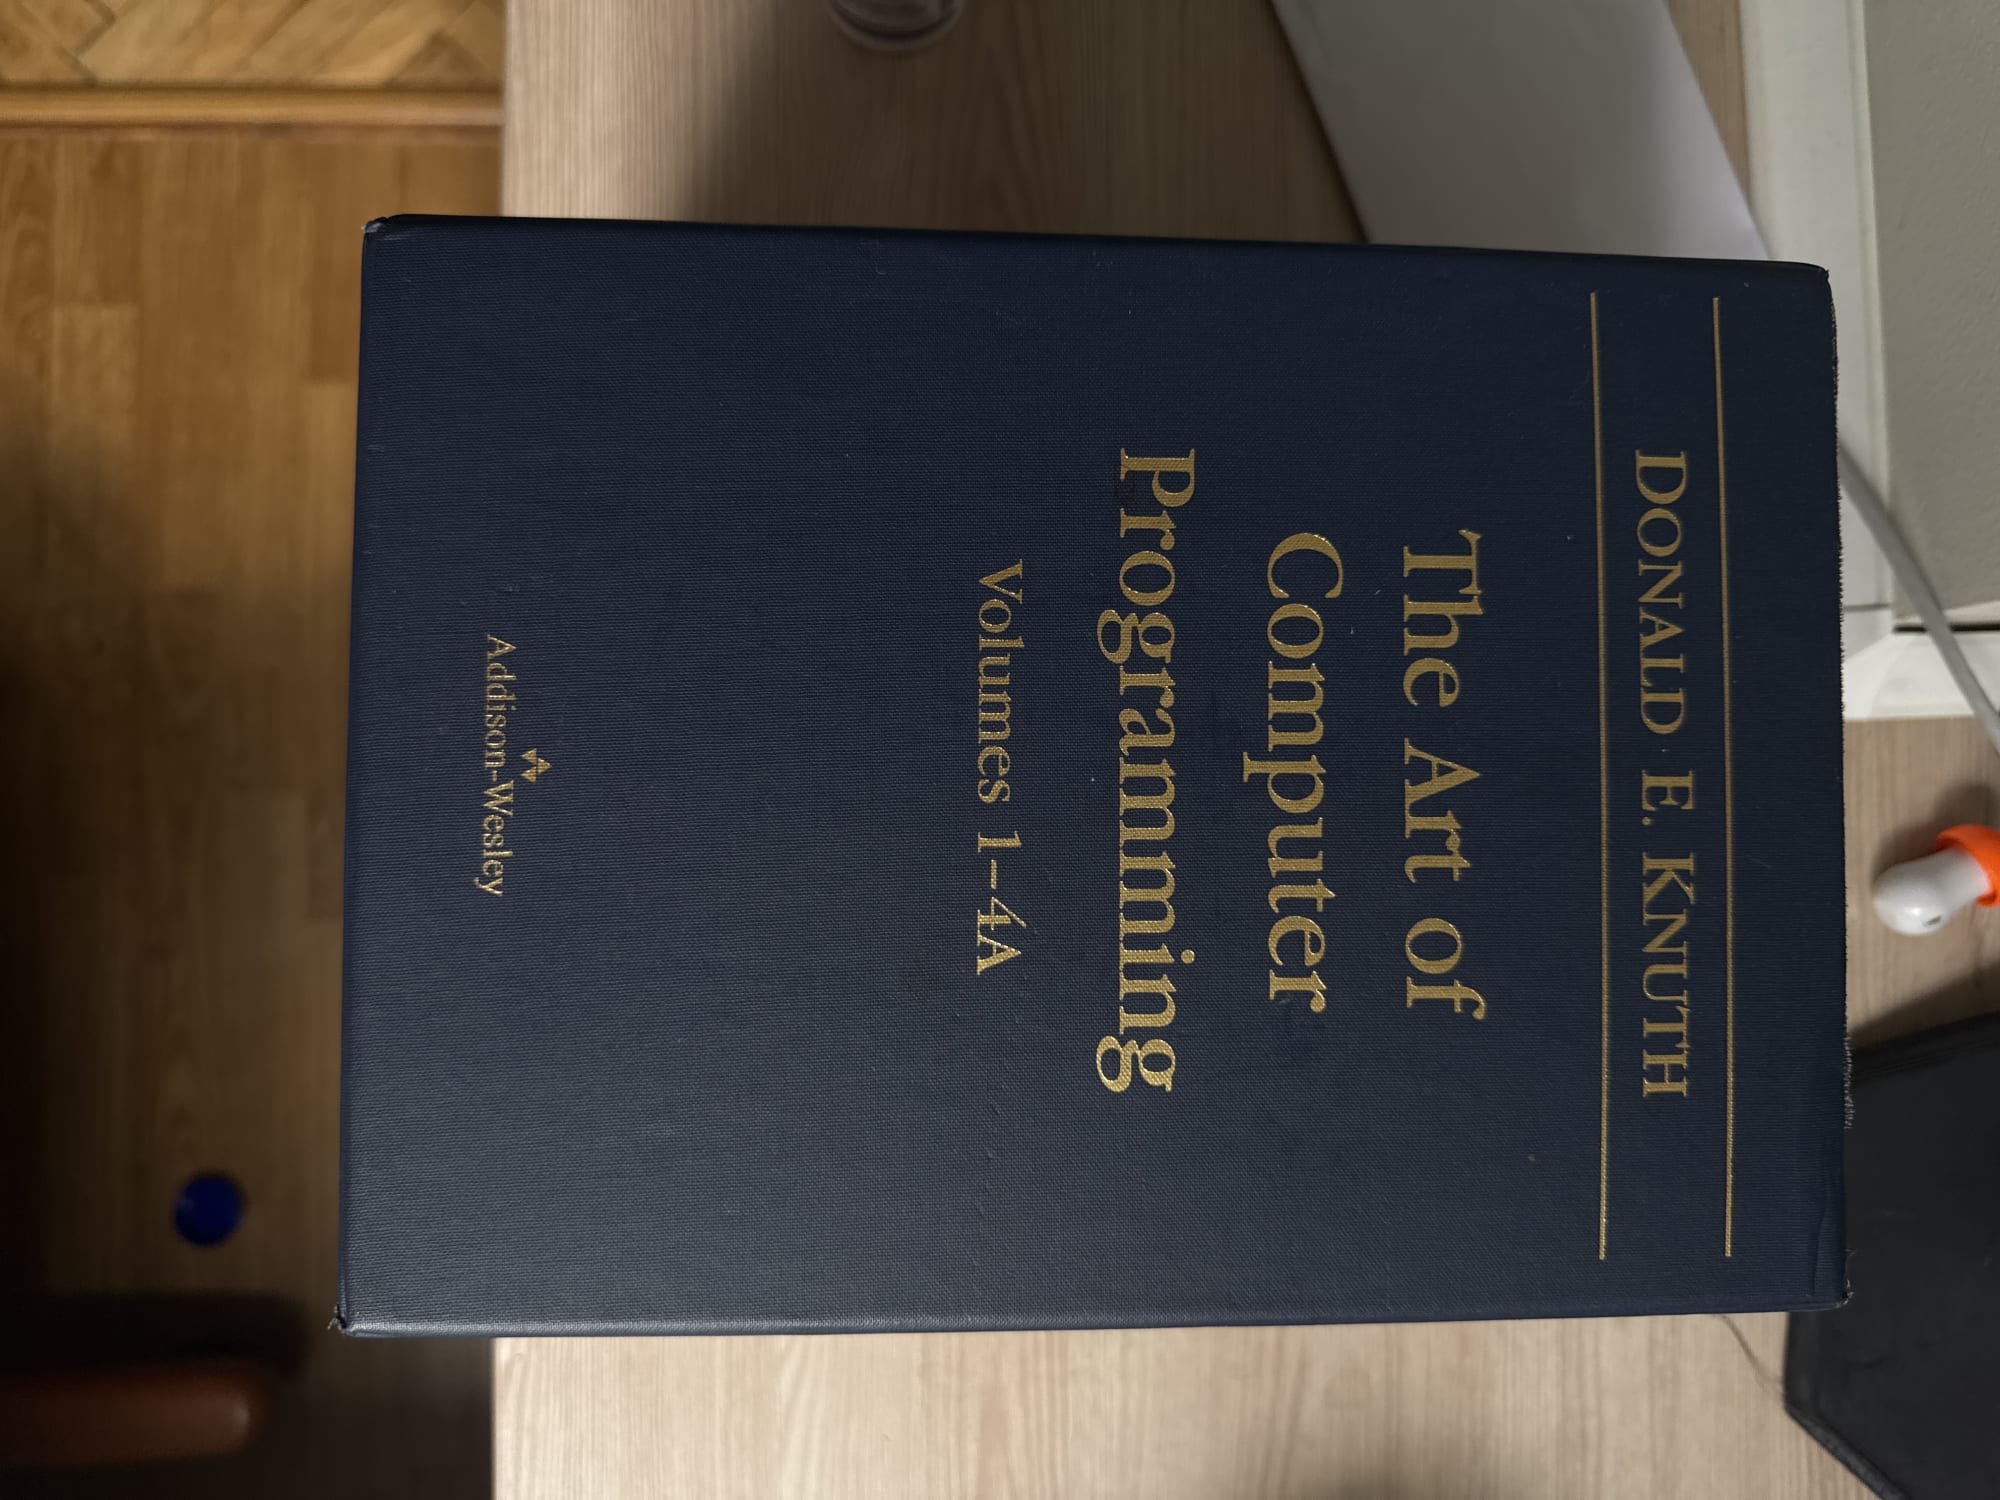 DONALD E. KNUTH
The Art of
Computer
Programming
Volumes 1–4A
Addison-Wesley